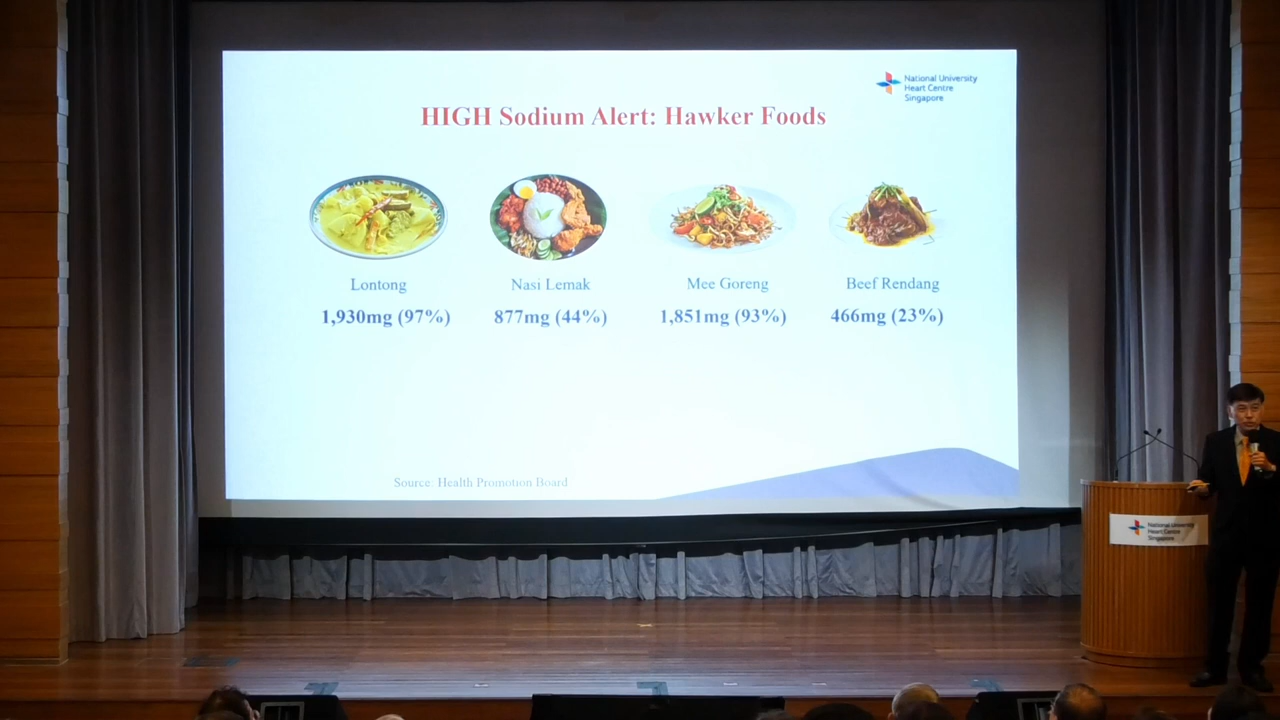 National University
Heart Centre
Singapore
HIGH Sodium Alert: Hawker Foods
Lontong
Nasi Lemak
Mee Goreng
Beef Rendang
1,930mg (97%)
877mg (44%)
1,851mg (93%)
466mg (23%)
Source: Health Promotion Board
National University
Heart Centre
Singapore